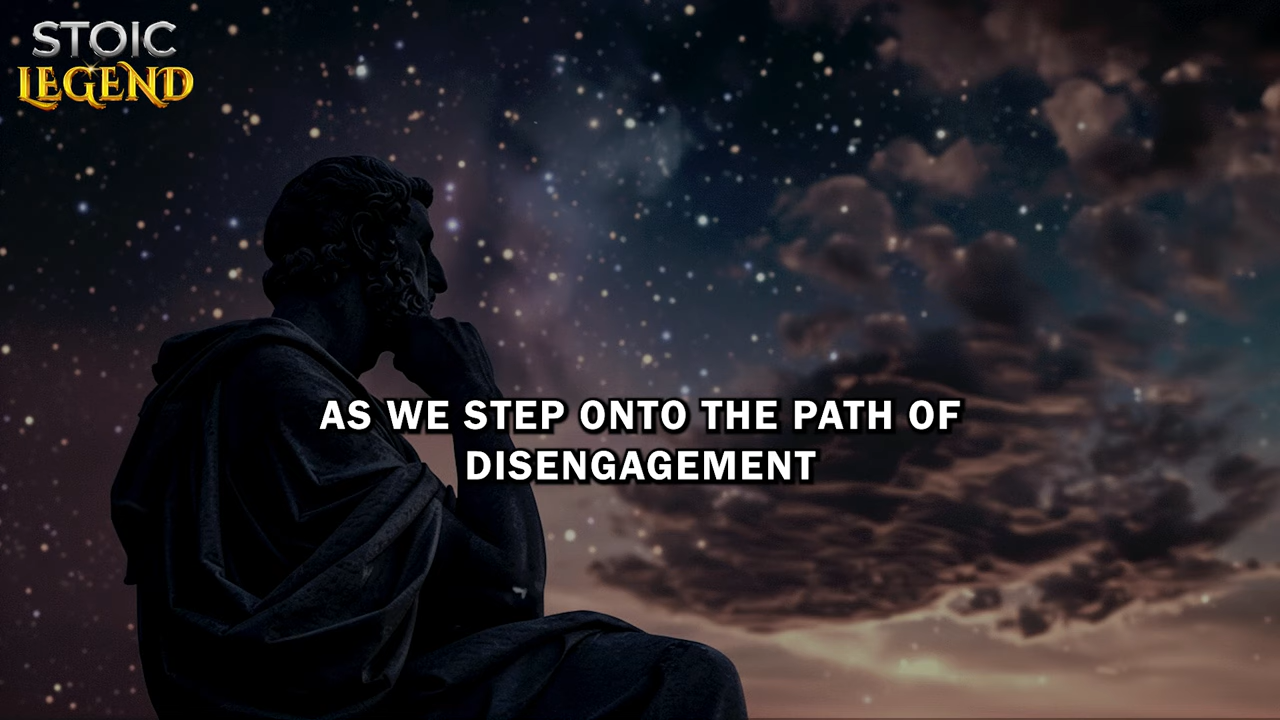 STOIC
LEGEND
AS WE STEP ONTO THE PATH OF
DISENGAGEMENT